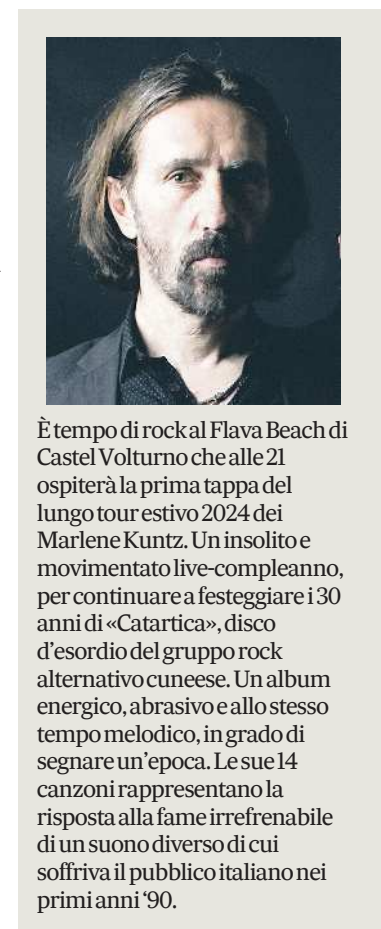 È tempo di rock al Flava Beach di
Castel Volturno che alle 21
ospiterà la prima tappa del
lungo tour estivo 2024 dei
Marlene Kuntz. Un insolito e
movimentato live-compleanno,
per continuare a festeggiare i 30
anni di «Catartica», disco
d’esordio del gruppo rock
alternativo cuneese. Un album
energico, abrasivo e allo stesso
tempo melodico, in grado di
segnare un’epoca. Le sue 14
canzoni rappresentano la
risposta alla fame irrefrenabile
di un suono diverso di cui
soffriva il pubblico italiano nei
primi anni ‘90.